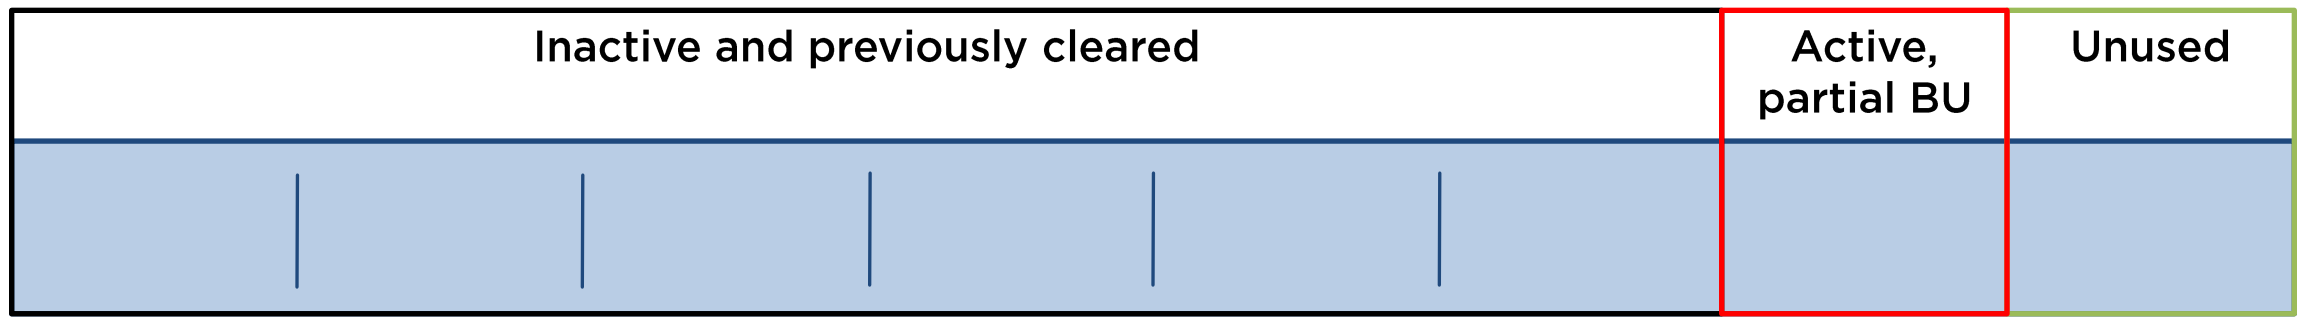 Inactive and previously cleared
Active,
partial BU
Unused